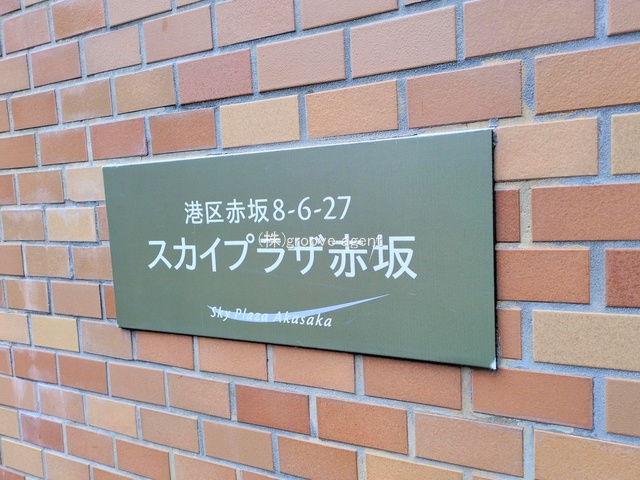 港区赤坂8-6-27
スカイプラザ赤坂
(株)groove agent
Sky Plaza Akasaka